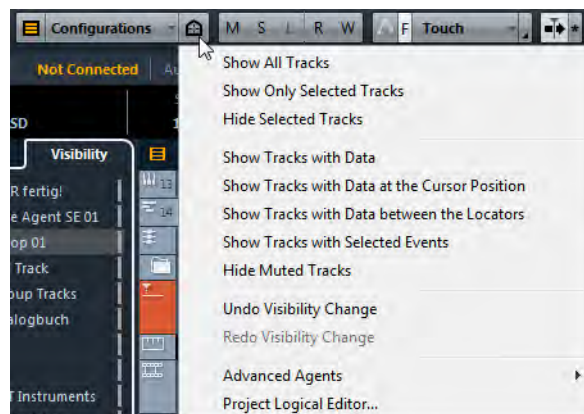 Configurations M S L R W F Touch *
Not Connected Au
SD 1
Visibility
R fertig!
e Agent SE 01
op 01
Track
oup Tracks
alogbuch
T Instruments
13
14
Show All Tracks
Show Only Selected Tracks
Hide Selected Tracks
Show Tracks with Data
Show Tracks with Data at the Cursor Position
Show Tracks with Data between the Locators
Show Tracks with Selected Events
Hide Muted Tracks
Undo Visibility Change
Redo Visibility Change
Advanced Agents
Project Logical Editor...